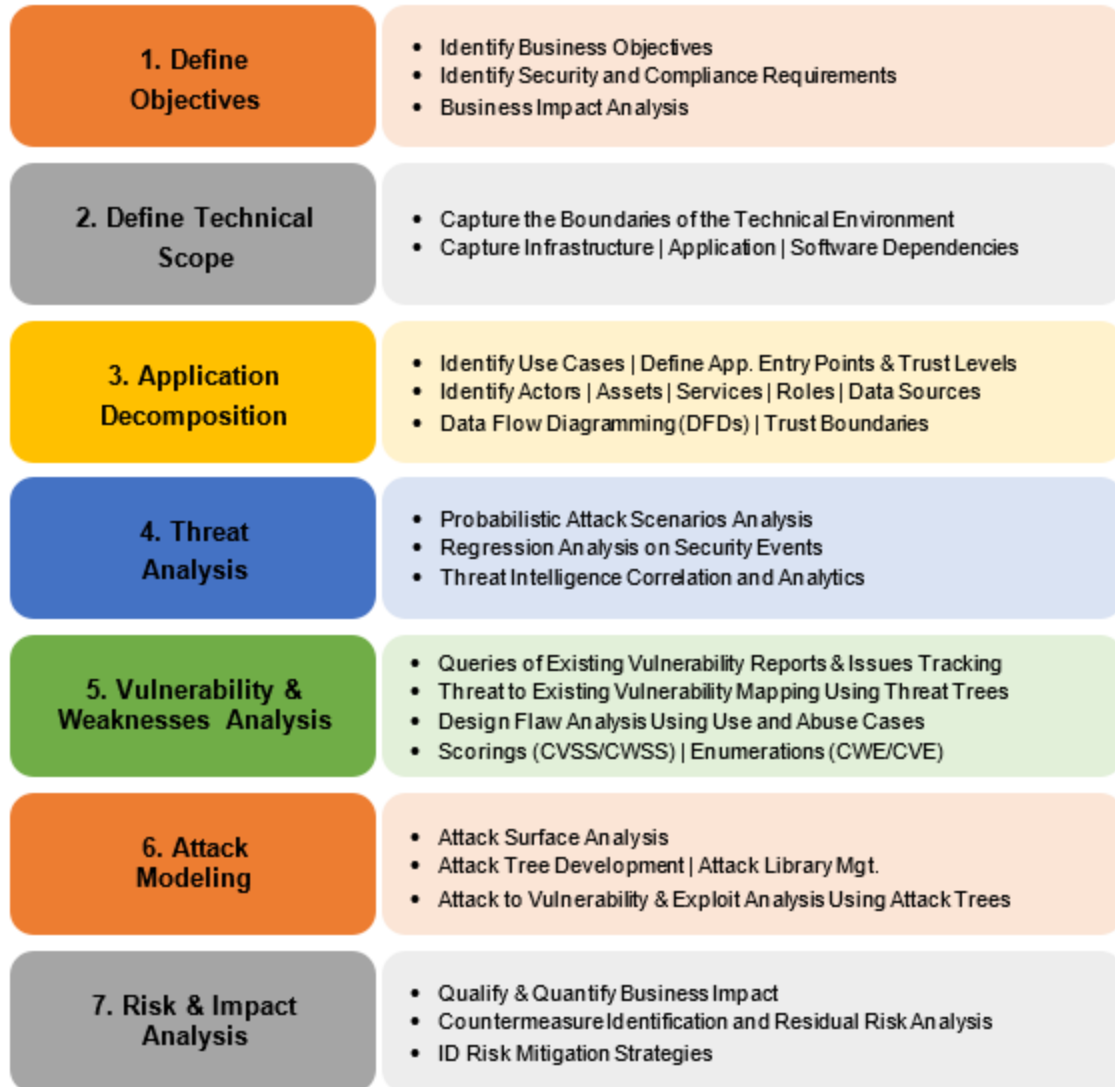 1. Define
Objectives
• Identify Business Objectives
• Identify Security and Compliance Requirements
• Business Impact Analysis
2. Define Technical
Scope
• Capture the Boundaries of the Technical Environment
• Capture Infrastructure | Application | Software Dependencies
3. Application
Decomposition
• Identify Use Cases | Define App. Entry Points & Trust Levels
• Identify Actors | Assets | Services | Roles | Data Sources
• Data Flow Diagramming (DFDs) | Trust Boundaries
4. Threat
Analysis
• Probabilistic Attack Scenarios Analysis
• Regression Analysis on Security Events
• Threat Intelligence Correlation and Analytics
5. Vulnerability &
Weaknesses Analysis
• Queries of Existing Vulnerability Reports & Issues Tracking
• Threat to Existing Vulnerability Mapping Using Threat Trees
• Design Flaw Analysis Using Use and Abuse Cases
• Scorings (CVSS/CWSS) | Enumerations (CWE/CVE)
6. Attack
Modeling
• Attack Surface Analysis
• Attack Tree Development | Attack Library Mgt.
• Attack to Vulnerability & Exploit Analysis Using Attack Trees
7. Risk & Impact
Analysis
• Qualify & Quantify Business Impact
• Countermeasure Identification and Residual Risk Analysis
• ID Risk Mitigation Strategies